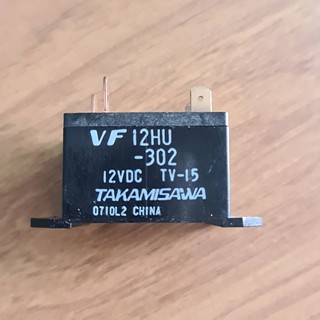 VF 12HU
-302
12VDC TV-15
TAKAMISAWA
0710L2 CHINA